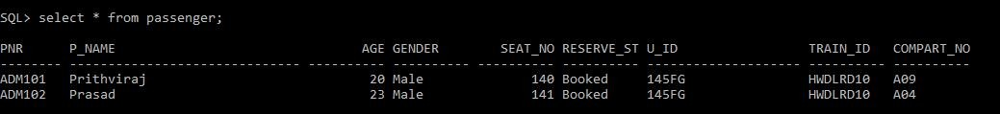 SQL> select * from passenger;
PNR      P_NAME                                AGE GENDER        SEAT_NO RESERVE_ST U_ID                 TRAIN_ID   COMPART_NO
-------- ------------------------------ ---------- ---------- ---------- ---------- -------------------- ---------- ----------
ADM101   Prithviraj                             20 Male              140 Booked     145FG                HWDLRD10   A09
ADM102   Prasad                                 23 Male              141 Booked     145FG                HWDLRD10   A04